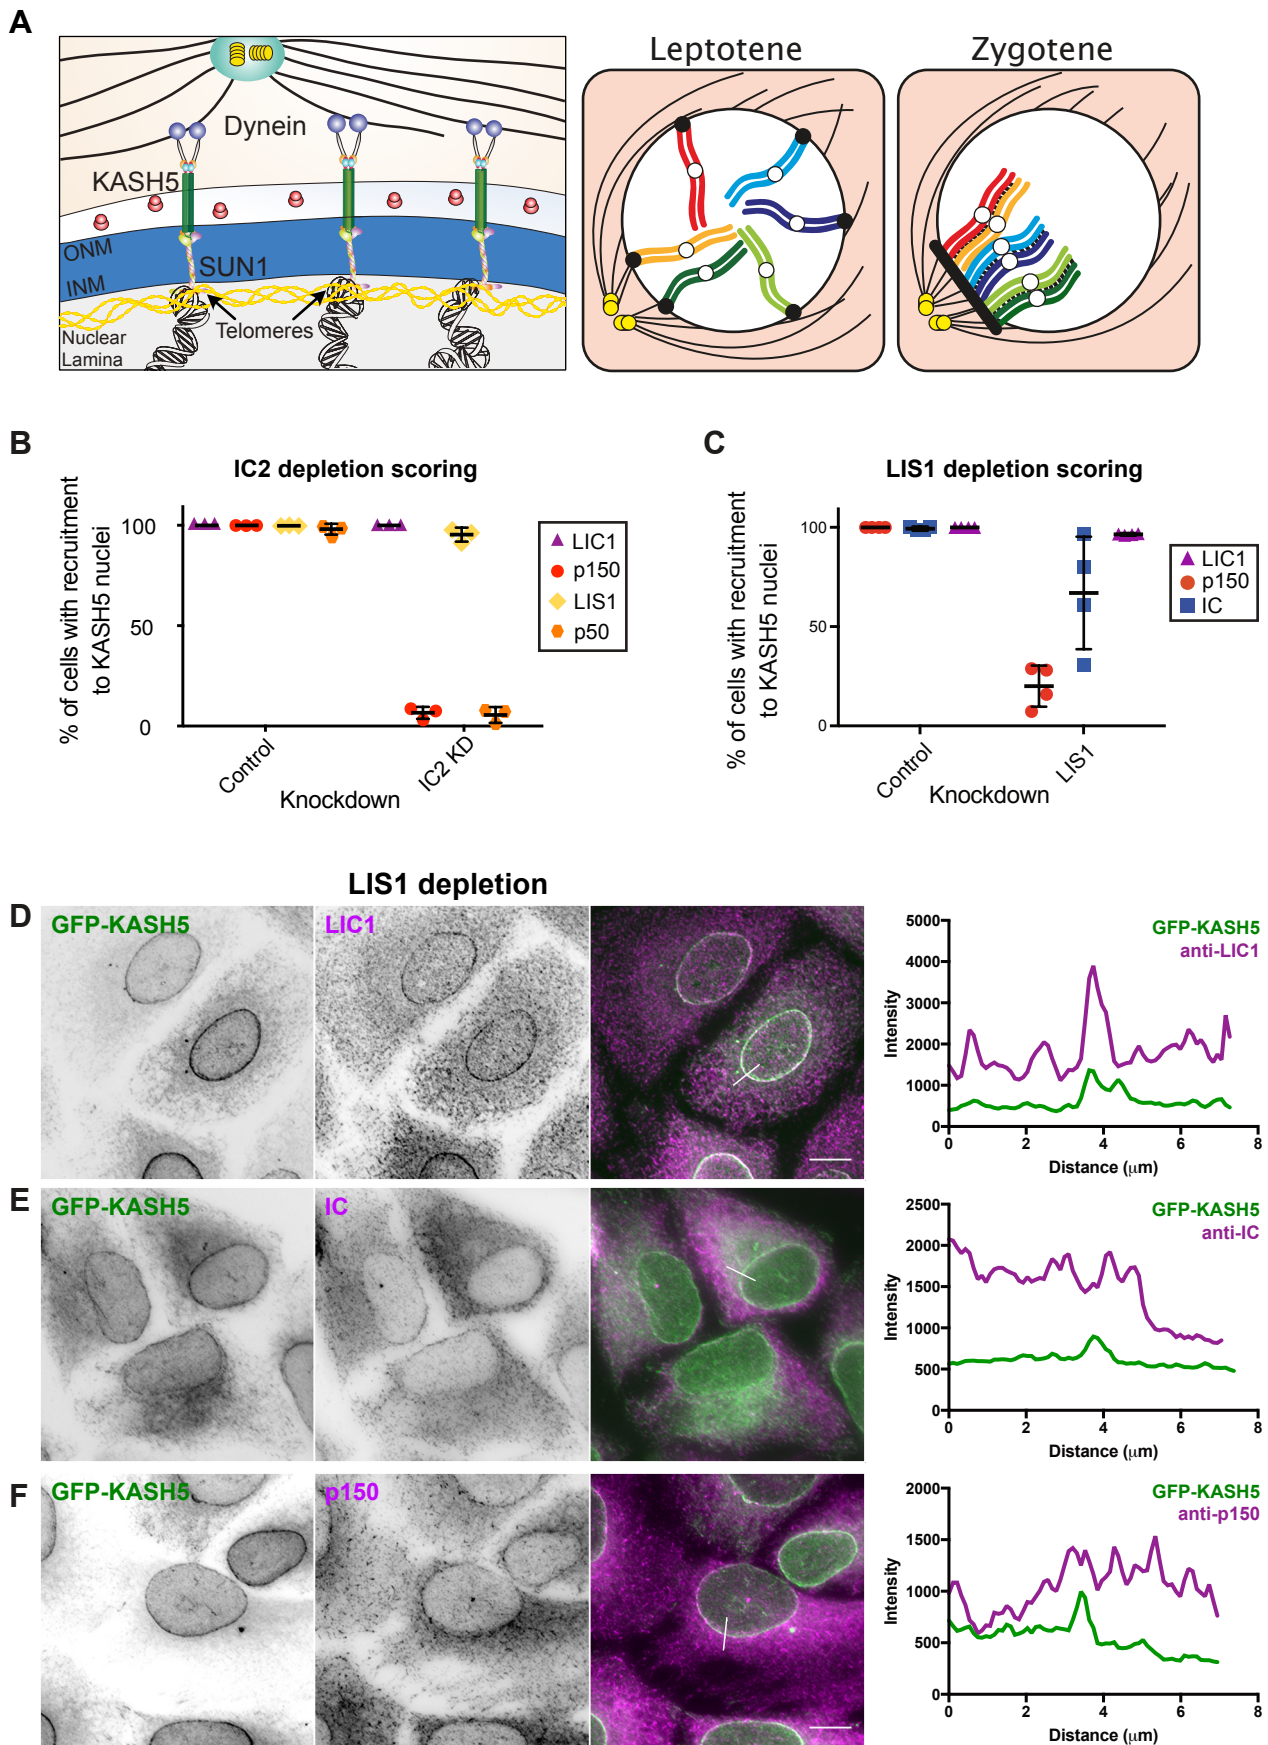 A
Dynein
KASH5
ONM
SUN1
INM
Telomeres
Nuclear
Lamina
Leptotene
Zygotene
B
IC2 depletion scoring
% of cells with recruitment
to KASH5 nuclei
100
50
0
Control
IC2 KD
Knockdown
LIC1
p150
LIS1
p50
C
LIS1 depletion scoring
% of cells with recruitment
to KASH5 nuclei
100
50
0
Control
LIS1
Knockdown
LIC1
p150
IC
LIS1 depletion
D
GFP-KASH5
LIC1
5000
4000
3000
2000
1000
0
Intensity
GFP-KASH5
anti-LIC1
0 2 4 6 8
Distance (μm)
E
GFP-KASH5
IC
2500
2000
1500
1000
500
0
Intensity
GFP-KASH5
anti-IC
0 2 4 6 8
Distance (μm)
F
GFP-KASH5
p150
2000
1500
1000
500
0
Intensity
GFP-KASH5
anti-p150
0 2 4 6 8
Distance (μm)